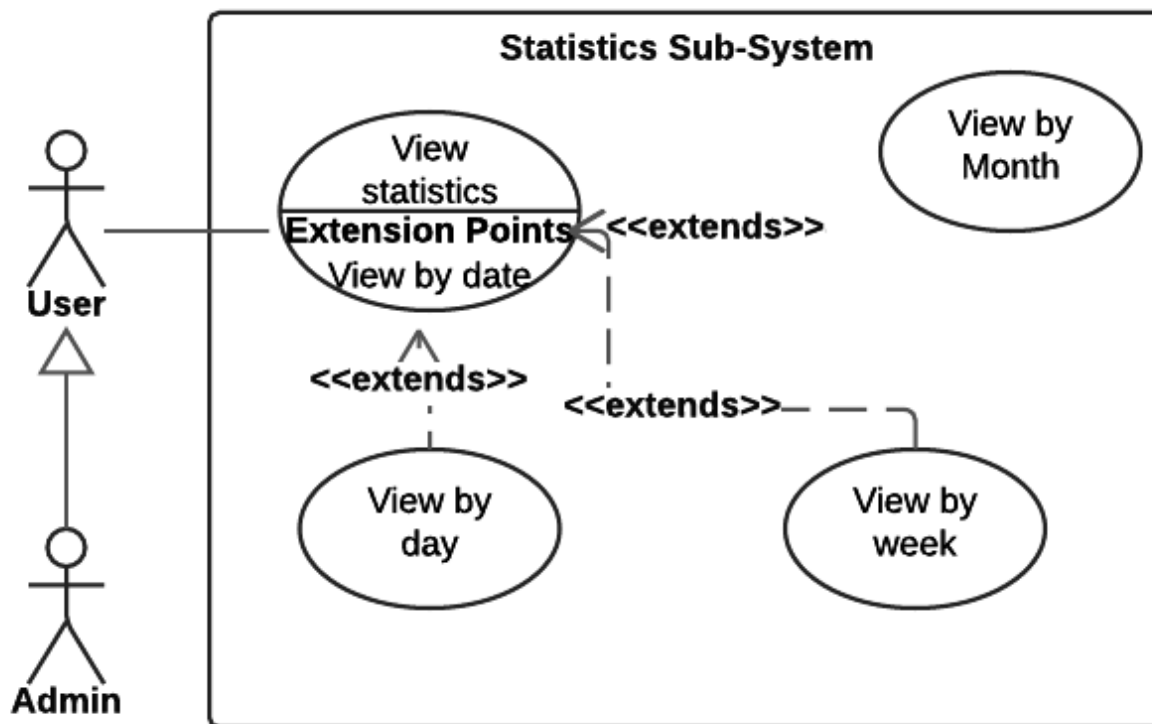 Statistics Sub-System
View
statistics
Extension Points
View by date
View by
Month
<<extends>>
User
<<extends>>
<<extends>>
View by
day
View by
week
Admin